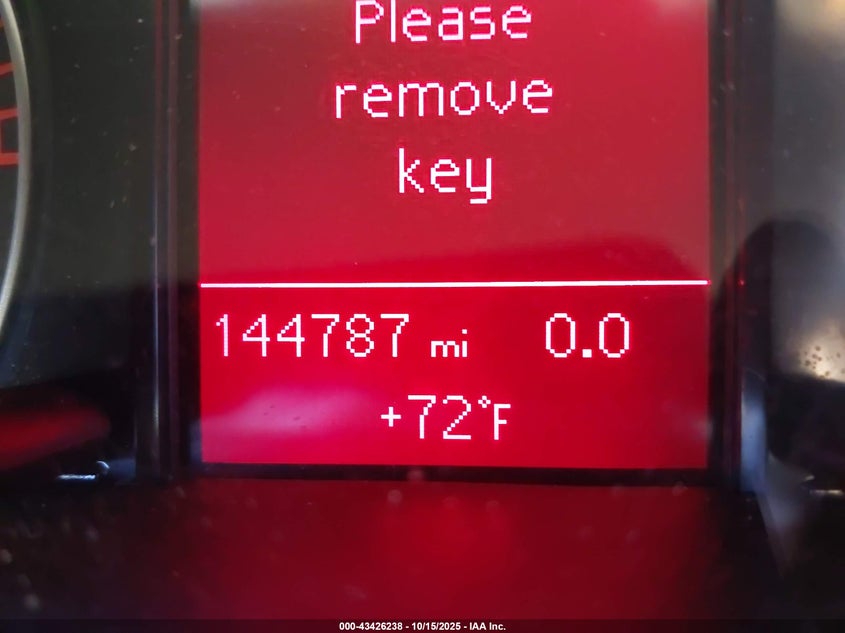 Please
remove
key
144787 mi 0.0
+72°F
000-43426238 - 10/15/2025 - IAA Inc.